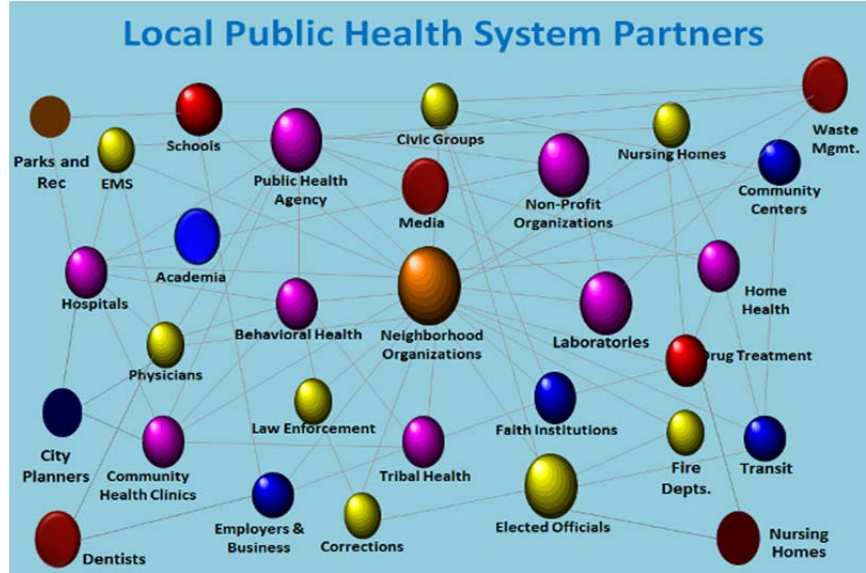 Local Public Health System Partners
Parks and
Rec
EMS
Schools
Public Health
Agency
Civic Groups
Media
Non-Profit
Organizations
Nursing Homes
Waste
Mgmt.
Community
Centers
Hospitals
Academia
Behavioral Health
Neighborhood
Organizations
Laboratories
Home
Health
Physicians
Drug Treatment
City
Planners
Community
Health Clinics
Law Enforcement
Tribal Health
Faith Institutions
Fire
Depts.
Transit
Dentists
Employers &
Business
Corrections
Elected Officials
Nursing
Homes